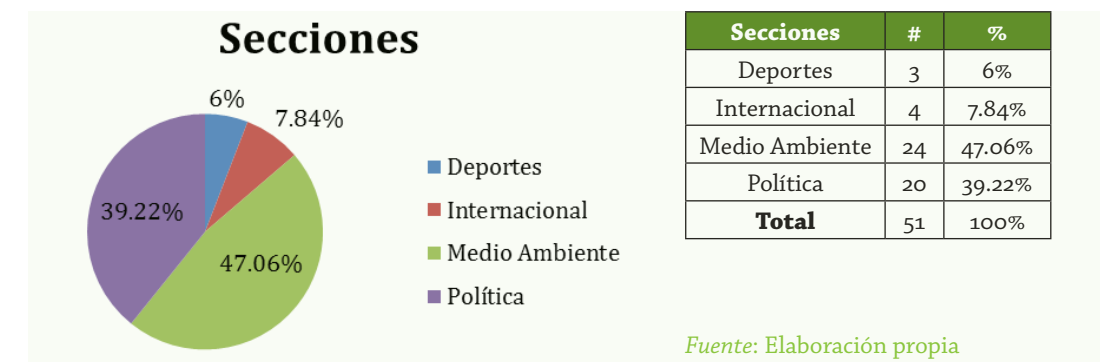 Secciones
6%
7.84%
39.22%
47.06%
Deportes
Internacional
Medio Ambiente
Política
Secciones # %
Deportes 3 6%
Internacional 4 7.84%
Medio Ambiente 24 47.06%
Política 20 39.22%
Total 51 100%
Fuente: Elaboración propia